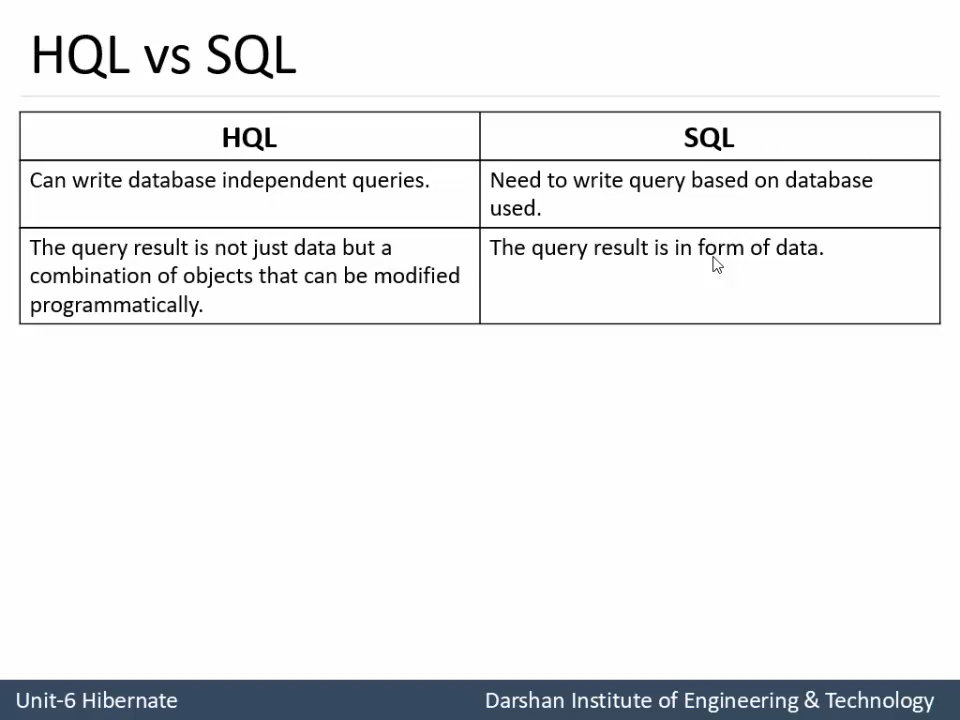 HQL vs SQL
HQL
SQL
Can write database independent queries.
Need to write query based on database
used.
The query result is not just data but a
combination of objects that can be modified
programmatically.
The query result is in form of data.
Unit-6 Hibernate
Darshan Institute of Engineering & Technology